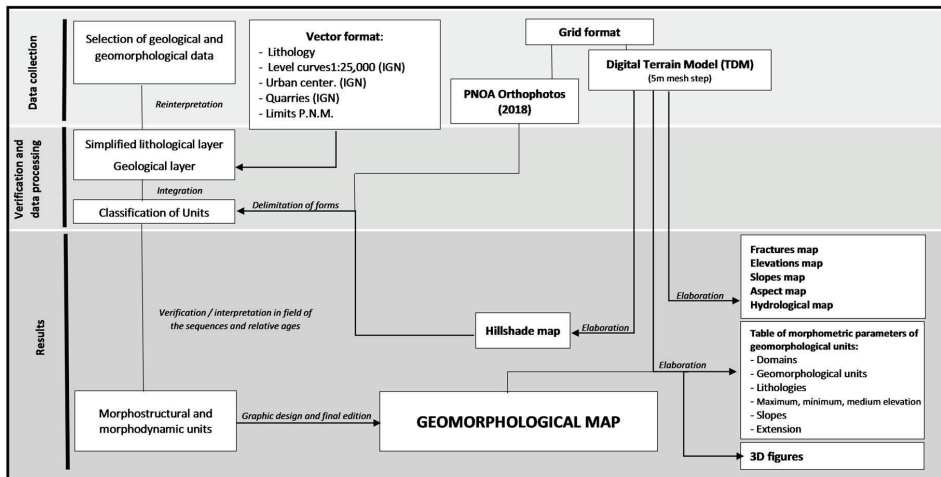 Data collection
Selection of geological and
geomorphological data
Reinterpretation
Vector format:
- Lithology
- Level curves1:25,000 (IGN)
- Urban center. (IGN)
- Quarries (IGN)
- Limits P.N.M.
Grid format
PNOA Orthophotos
(2018)
Digital Terrain Model (TDM)
(5m mesh step)
Verification and
data processing
Simplified lithological layer
Geological layer
Integration
Classification of Units
Delimitation of forms
Results
Verification / interpretation in field of
the sequences and relative ages
Hillshade map
Elaboration
Elaboration
Fractures map
Elevations map
Slopes map
Aspect map
Hydrological map
Elaboration
Table of morphometric parameters of
geomorphological units:
- Domains
- Geomorphological units
- Lithologies
- Maximum, mínimum, medium elevation
- Slopes
- Extension
Morphostructural and
morphodynamic units
Graphic design and final edition
GEOMORPHOLOGICAL MAP
3D figures